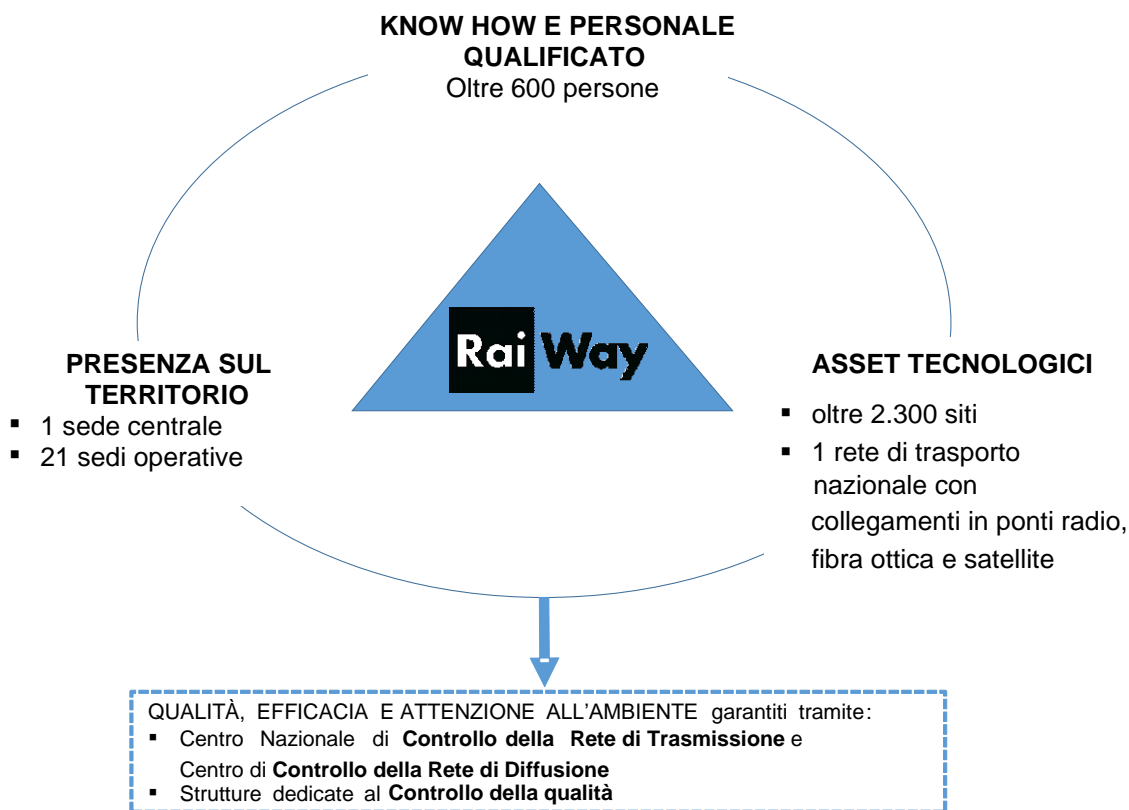 KNOW HOW E PERSONALE
QUALIFICATO
Oltre 600 persone
Rai Way
PRESENZA SUL
TERRITORIO
▪ 1 sede centrale
▪ 21 sedi operative
ASSET TECNOLOGICI
▪ oltre 2.300 siti
▪ 1 rete di trasporto
nazionale con
collegamenti in ponti radio,
fibra ottica e satellite
QUALITÀ, EFFICACIA E ATTENZIONE ALL’AMBIENTE garantiti tramite:
▪ Centro Nazionale di Controllo della Rete di Trasmissione e
Centro di Controllo della Rete di Diffusione
▪ Strutture dedicate al Controllo della qualità